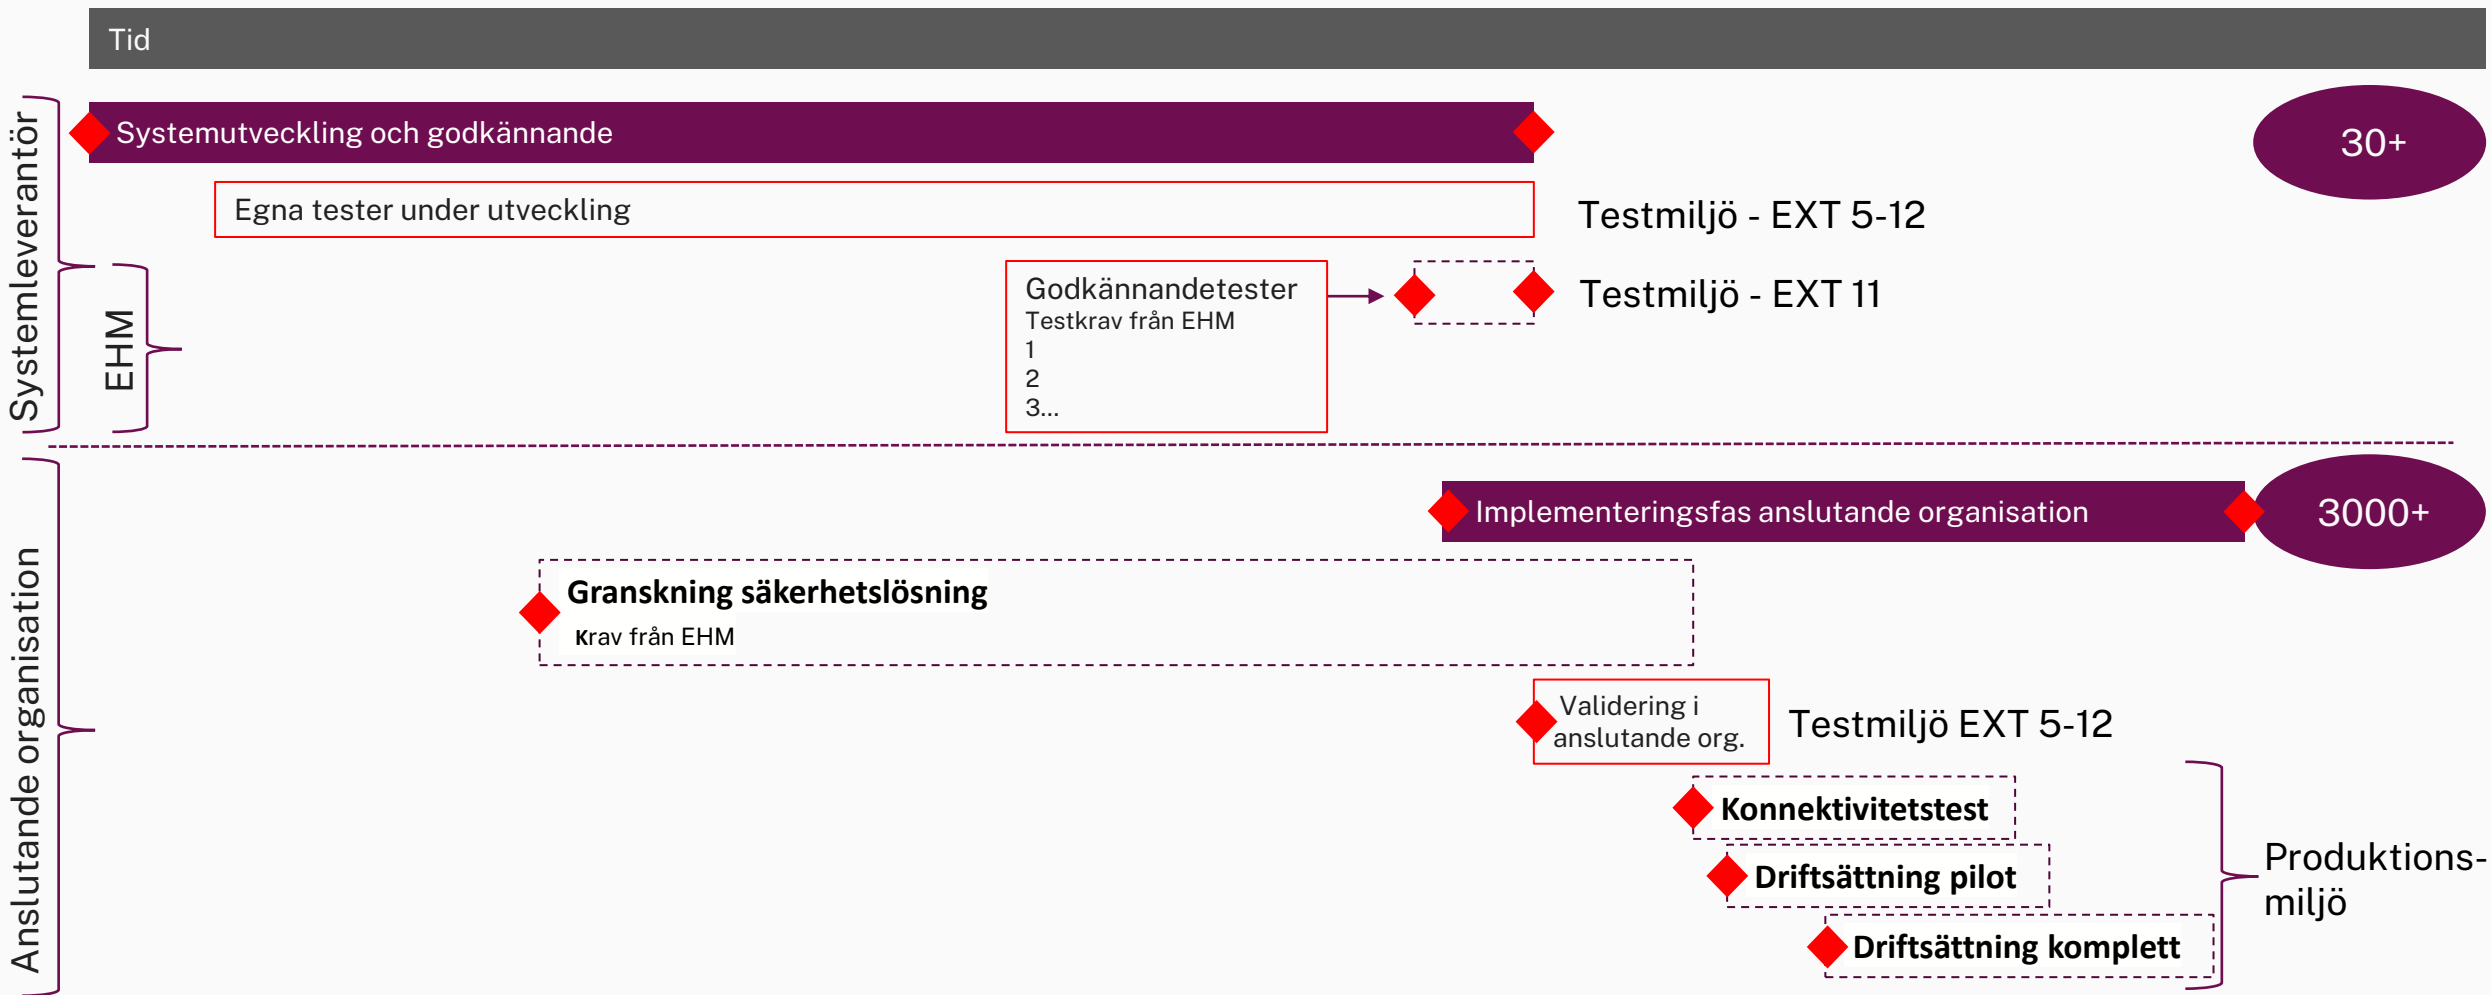 Tid
Systemleverantör
Systemutveckling och godkännande
30+
Egna tester under utveckling
Testmiljö - EXT 5-12
EHM
Godkännandetester
Testkrav från EHM
1
2
3...
Testmiljö - EXT 11
Anslutande organisation
Implementeringsfas anslutande organisation
3000+
Granskning säkerhetslösning
Krav från EHM
Validering i
anslutande org.
Testmiljö EXT 5-12
Konnektivitetstest
Driftsättning pilot
Driftsättning komplett
Produktions-
miljö